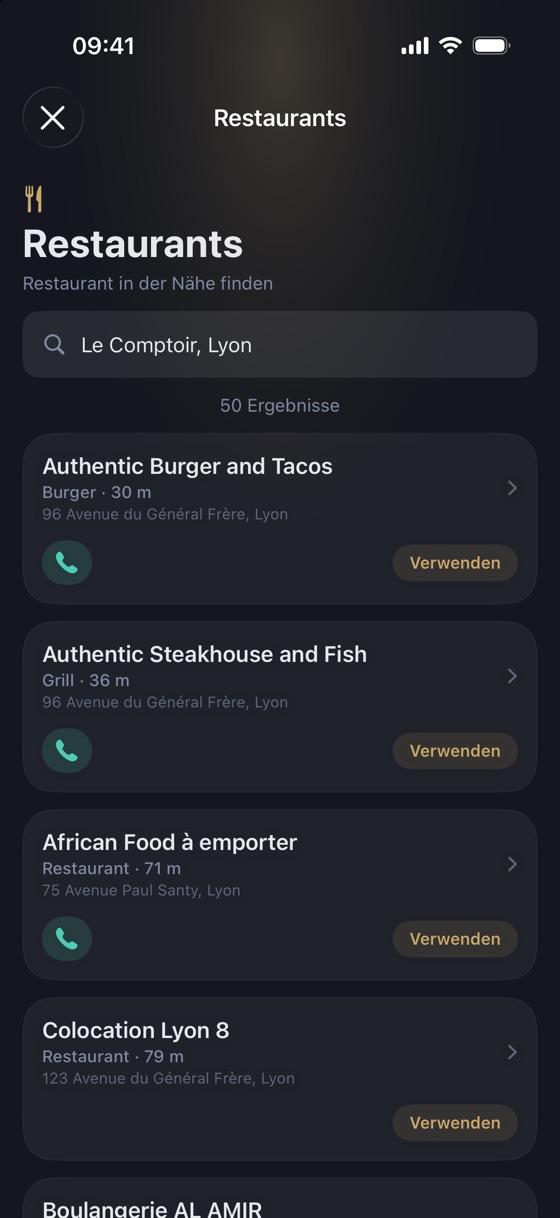 09:41
Restaurants
Restaurants
Restaurant in der Nähe finden
Le Comptoir, Lyon
50 Ergebnisse
Authentic Burger and Tacos
Burger · 30 m
96 Avenue du Général Frère, Lyon
Verwenden
Authentic Steakhouse and Fish
Grill · 36 m
96 Avenue du Général Frère, Lyon
Verwenden
African Food à emporter
Restaurant · 71 m
75 Avenue Paul Santy, Lyon
Verwenden
Colocation Lyon 8
Restaurant · 79 m
123 Avenue du Général Frère, Lyon
Verwenden
Boulangerie AL AMIR